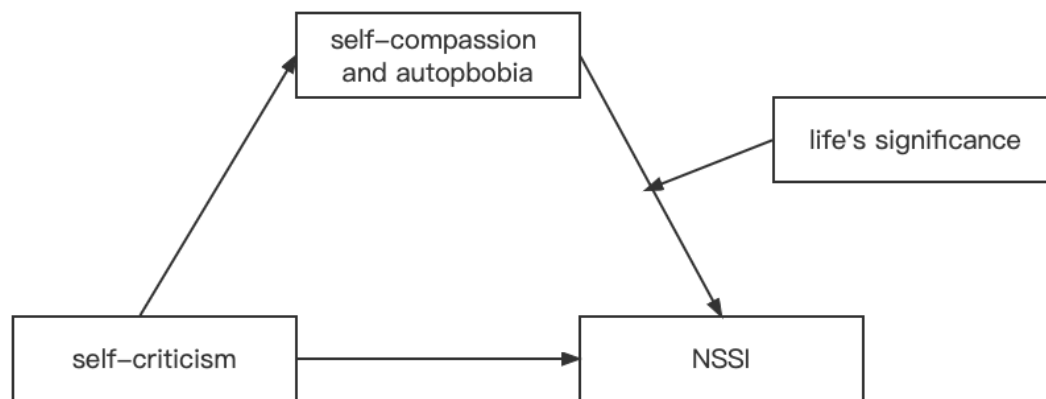 self-compassion
and autopbobia
life's significance
self-criticism
NSSI